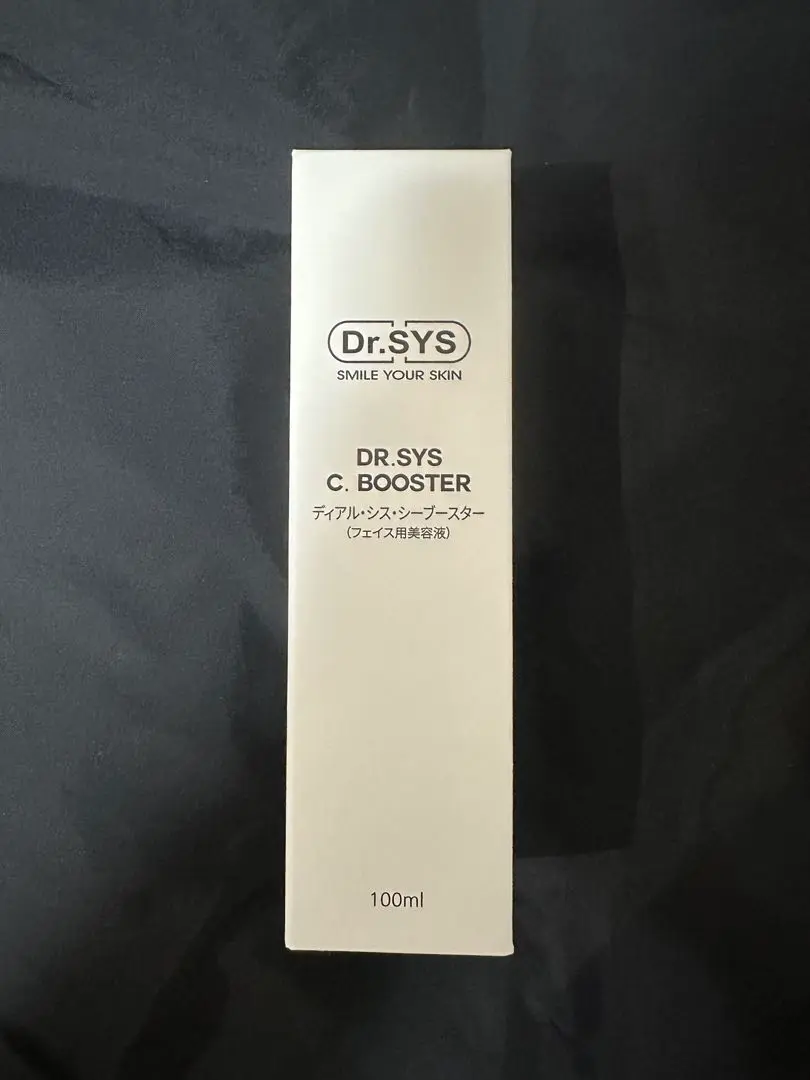 Dr.SYS
SMILE YOUR SKIN
DR.SYS
C. BOOSTER
ディアル・シス・シーブースター
(フェイス用美容液)
100ml